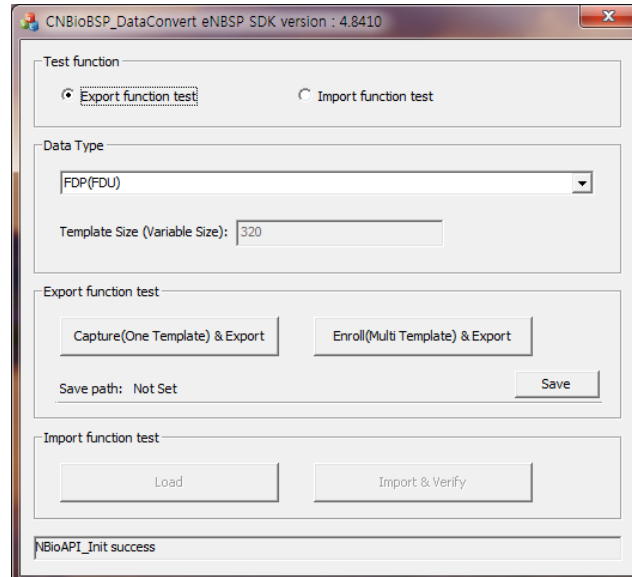 CNBioBSP_DataConvert eNBSP SDK version : 4.8410
Test function
Export function test
Import function test
Data Type
FDP(FDU)
Template Size (Variable Size): 320
Export function test
Capture(One Template) & Export
Enroll(Multi Template) & Export
Save path: Not Set
Save
Import function test
Load
Import & Verify
NBioAPI_Init success